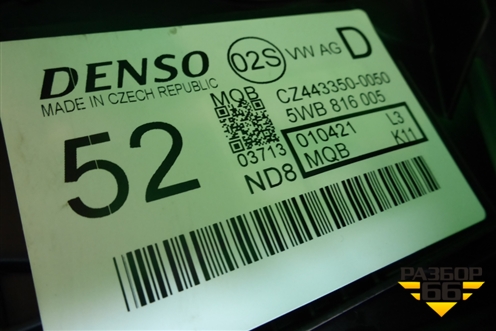 DENSO 02S VW AG D
MADE IN CZECH REPUBLIC
MQB CZ443350-0050
5WB 816 005
52 03713 010421 L3
MQB K11
ND8
РАЗБОР
66